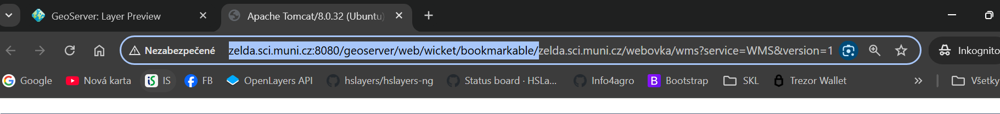 GeoServer: Layer Preview
Apache Tomcat/8.0.32 (Ubuntu)
Nezabezpečené zelda.sci.muni.cz:8080/geoserver/web/wicket/bookmarkable/zelda.sci.muni.cz/webovka/wms?service=WMS&version=1 Inkognito
Google Nová karta iS IS FB OpenLayers API hslayers/hslayers-ng Status board · HSLa... Info4agro B Bootstrap SKL Trezor Wallet » Všetky